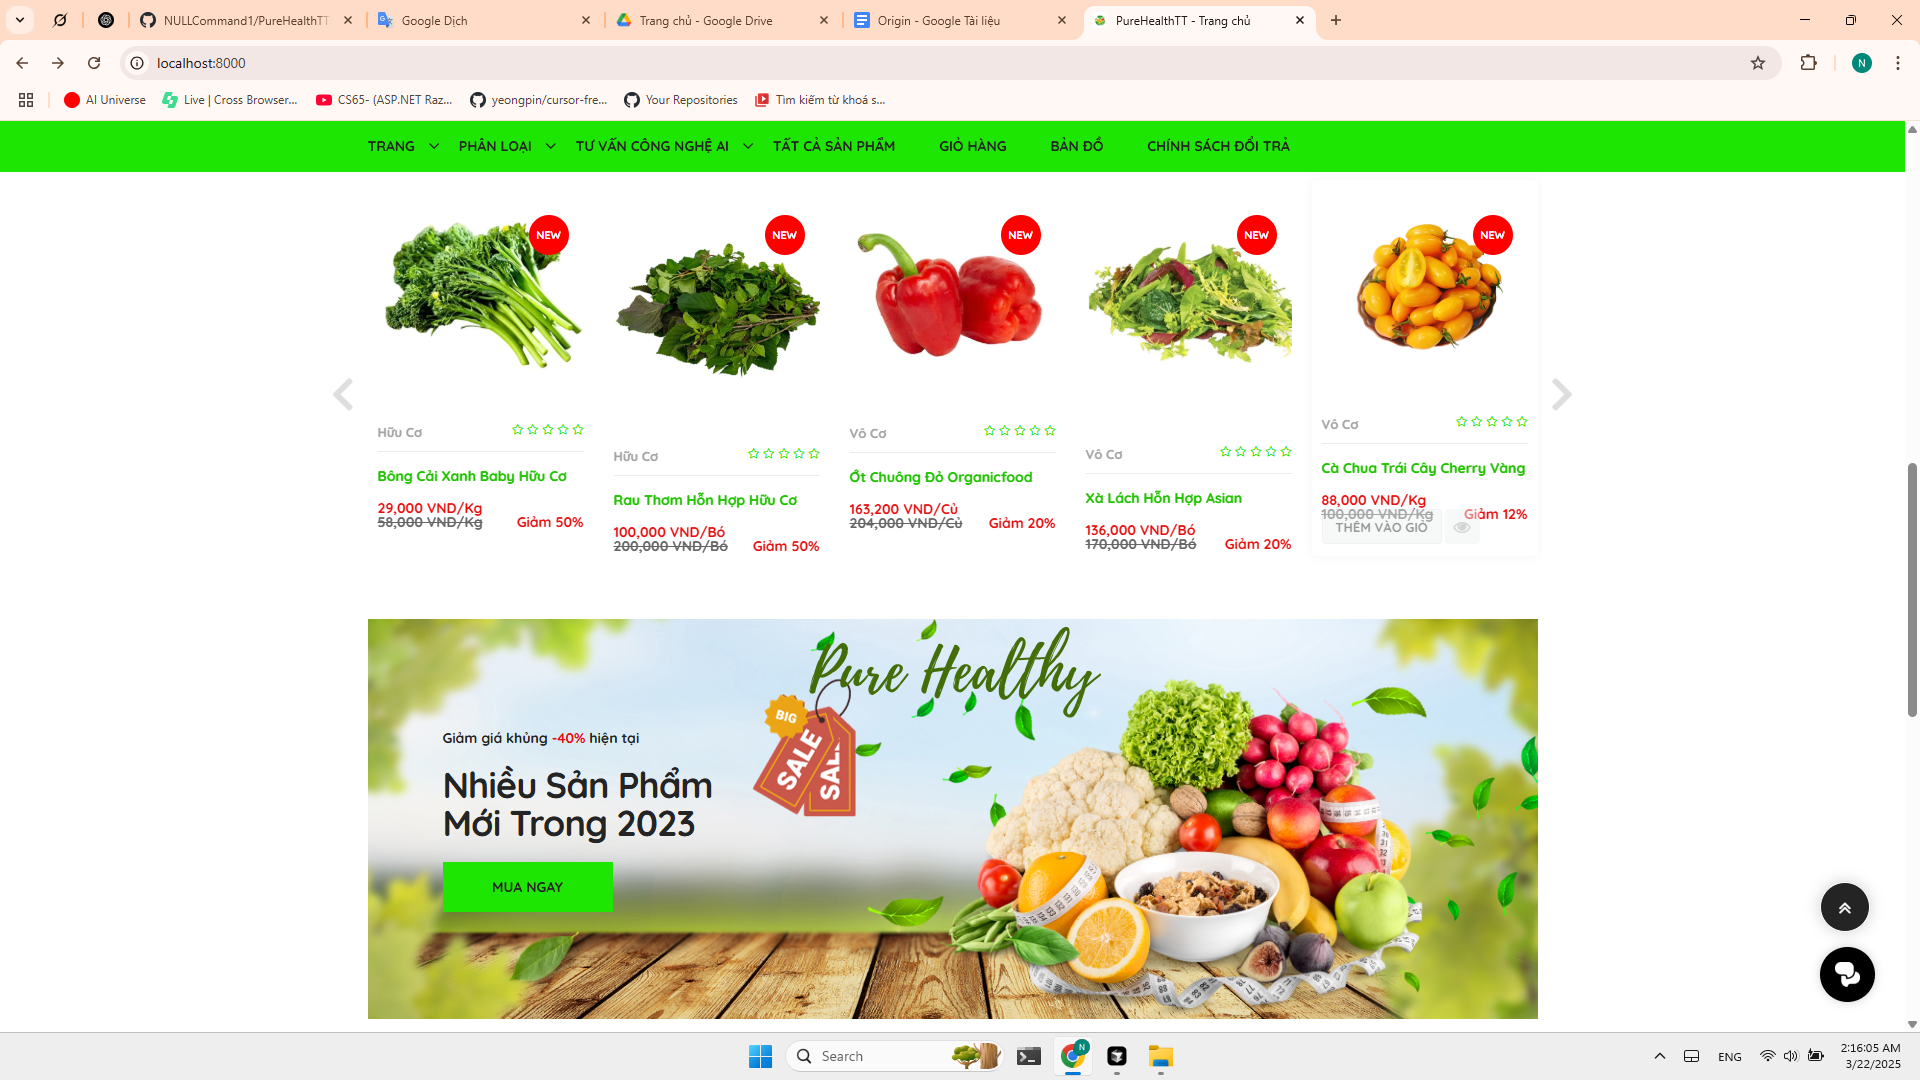 NULLCommand1/PureHealthTT
Google Dịch
Trang chủ - Google Drive
Origin - Google Tài liệu
PureHealthTT - Trang chủ
localhost:8000
N
AI Universe
Live | Cross Browser...
CS65- (ASP.NET Raz...
yeongpin/cursor-fre...
Your Repositories
Tìm kiếm từ khoá s...
TRANG
PHÂN LOẠI
TƯ VẤN CÔNG NGHỆ AI
TẤT CẢ SẢN PHẨM
GIỎ HÀNG
BẢN ĐỒ
CHÍNH SÁCH ĐỔI TRẢ
NEW
Hữu Cơ
Bông Cải Xanh Baby Hữu Cơ
29,000 VND/Kg
58,000 VND/Kg
Giảm 50%
NEW
Hữu Cơ
Rau Thơm Hỗn Hợp Hữu Cơ
100,000 VND/Bó
200,000 VND/Bó
Giảm 50%
NEW
Vô Cơ
Ớt Chuông Đỏ Organicfood
163,200 VND/Củ
204,000 VND/Củ
Giảm 20%
NEW
Vô Cơ
Xà Lách Hỗn Hợp Asian
136,000 VND/Bó
170,000 VND/Bó
Giảm 20%
NEW
Vô Cơ
Cà Chua Trái Cây Cherry Vàng
88,000 VND/Kg
100,000 VND/Kg
Giảm 12%
THÊM VÀO GIỎ
Pure Healthy
BIG
SALE
SALE
Giảm giá khủng -40% hiện tại
Nhiều Sản Phẩm
Mới Trong 2023
MUA NGAY
Search
N
ENG
2:16:05 AM
3/22/2025